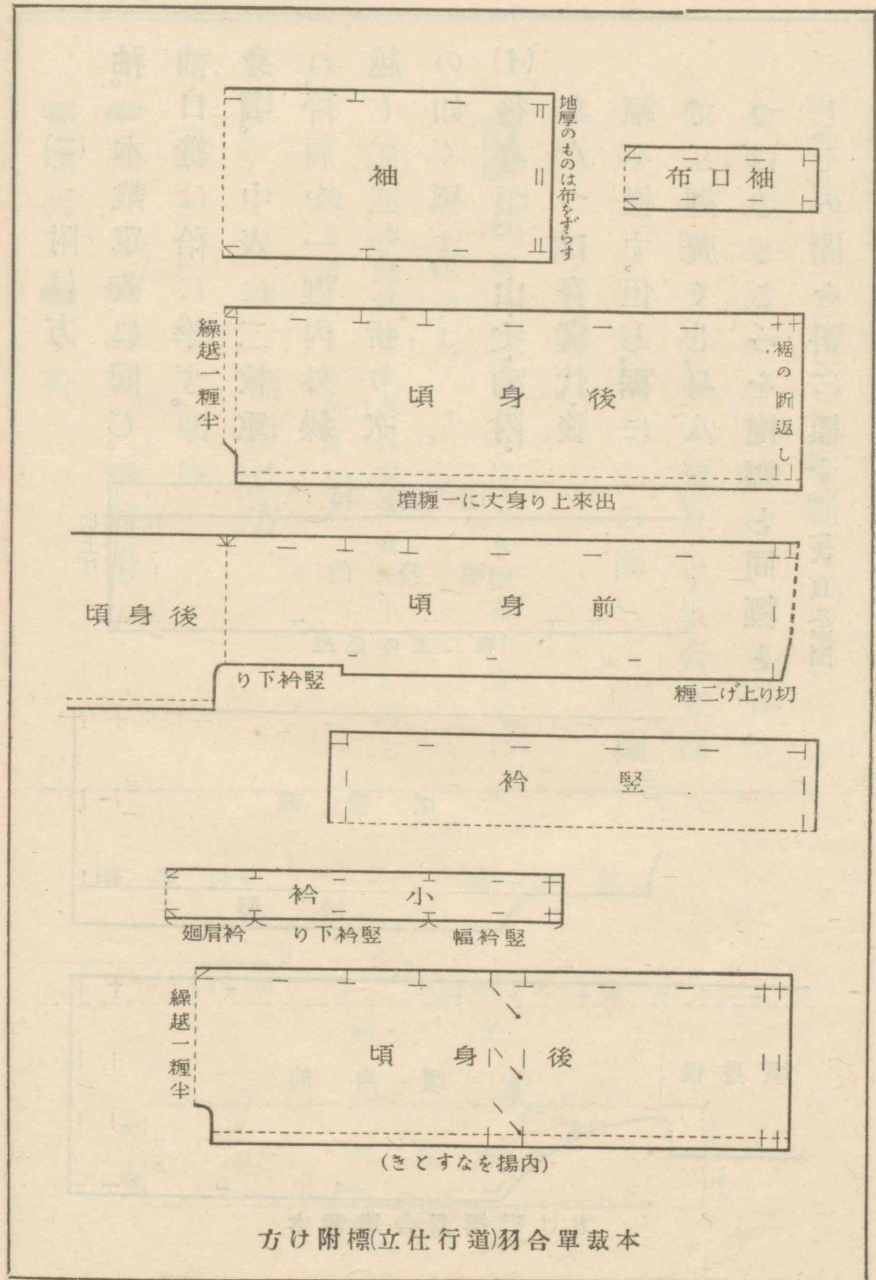 袖口布
地厚のものは布をずらす
袖
裾の断返し
後身頃
繰越一糎半
出來上り身丈に一糎增
前身頃
後身頃
切り上げ二糎
竪衿下り
竪衿
小衿
竪衿幅
竪衿下り
衿肩廻
後身頃
繰越一糎半
(內揚をなすとき)
本裁單合羽(道行仕立)標附け方